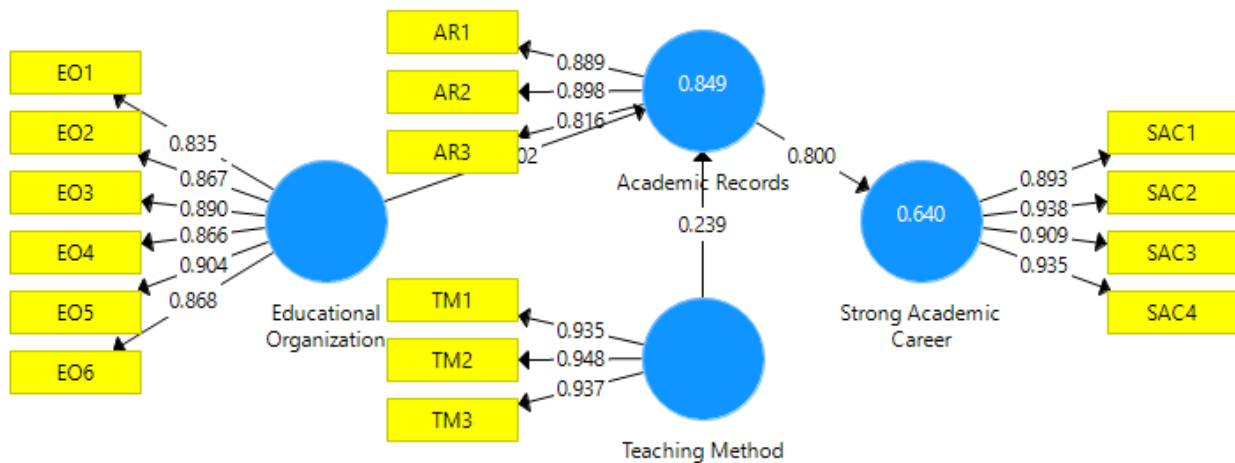 EO1
EO2
EO3
EO4
EO5
EO6
0.835
0.867
0.890
0.866
0.904
0.868
Educational
Organization
AR1
AR2
AR3
0.889
0.898
0.816
02
0.849
Academic Records
0.239
TM1
TM2
TM3
0.935
0.948
0.937
Teaching Method
0.800
0.640
Strong Academic
Career
0.893
0.938
0.909
0.935
SAC1
SAC2
SAC3
SAC4